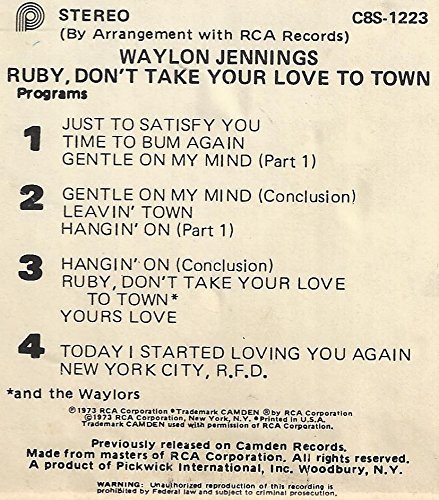 P STEREO C8S-1223
(By Arrangement with RCA Records)
WAYLON JENNINGS
RUBY, DON'T TAKE YOUR LOVE TO TOWN
Programs
1 JUST TO SATISFY YOU
TIME TO BUM AGAIN
GENTLE ON MY MIND (Part 1)
2 GENTLE ON MY MIND (Conclusion)
LEAVIN' TOWN
HANGIN' ON (Part 1)
3 HANGIN' ON (Conclusion)
RUBY, DON'T TAKE YOUR LOVE
TO TOWN*
YOURS LOVE
4 TODAY I STARTED LOVING YOU AGAIN
NEW YORK CITY, R.F.D.
*and the Waylors
℗1973 RCA Corporation •Trademark CAMDEN ®by RCA Corporation
©1973 RCA Corporation, New York, N.Y. •Printed in U.S.A.
Trademark CAMDEN used with permission of RCA Corporation.
Previously released on Camden Records.
Made from masters of RCA Corporation. All rights reserved.
A product of Pickwick International, Inc. Woodbury, N.Y.
WARNING: Unauthorized reproduction of this recording is
prohibited by Federal law and subject to criminal prosecution.